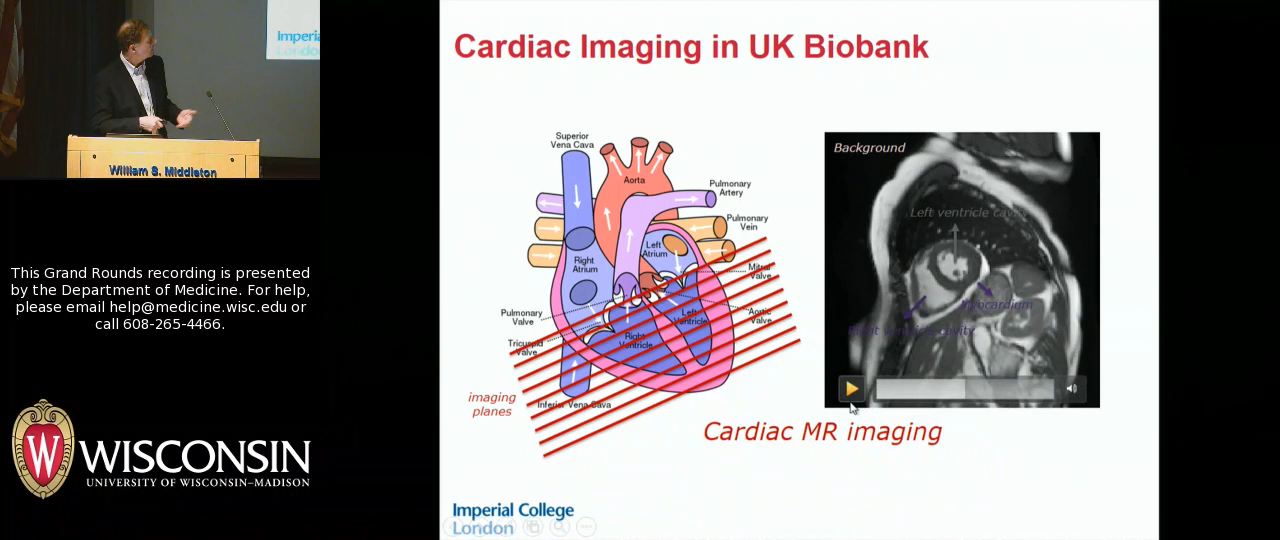 Imperial
London
William S. Middleton
This Grand Rounds recording is presented
by the Department of Medicine. For help,
please email help@medicine.wisc.edu or
call 608-265-4466.
W
WISCONSIN
UNIVERSITY OF WISCONSIN–MADISON
Cardiac Imaging in UK Biobank
Superior
Vena Cava
Aorta
Pulmonary
Artery
Pulmonary
Vein
Left
Atrium
Right
Atrium
Mitral
Valve
Pulmonary
Valve
Aortic
Valve
Left
Ventricle
Right
Ventricle
Tricuspid
Valve
imaging
planes
Inferior Vena Cava
Background
Left ventricle cavity
Myocardium
Right ventricle cavity
Cardiac MR imaging
Imperial College
London